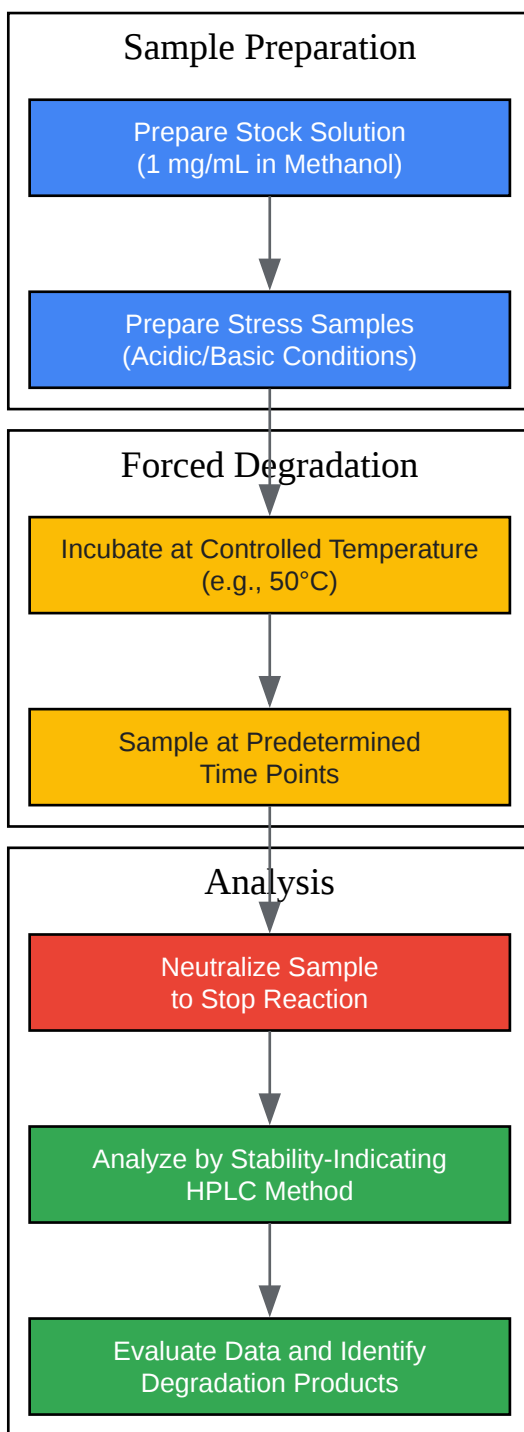 Sample Preparation
Prepare Stock Solution
(1 mg/mL in Methanol)
Prepare Stress Samples
(Acidic/Basic Conditions)
Forced Degradation
Incubate at Controlled Temperature
(e.g., 50°C)
Sample at Predetermined
Time Points
Analysis
Neutralize Sample
to Stop Reaction
Analyze by Stability-Indicating
HPLC Method
Evaluate Data and Identify
Degradation Products